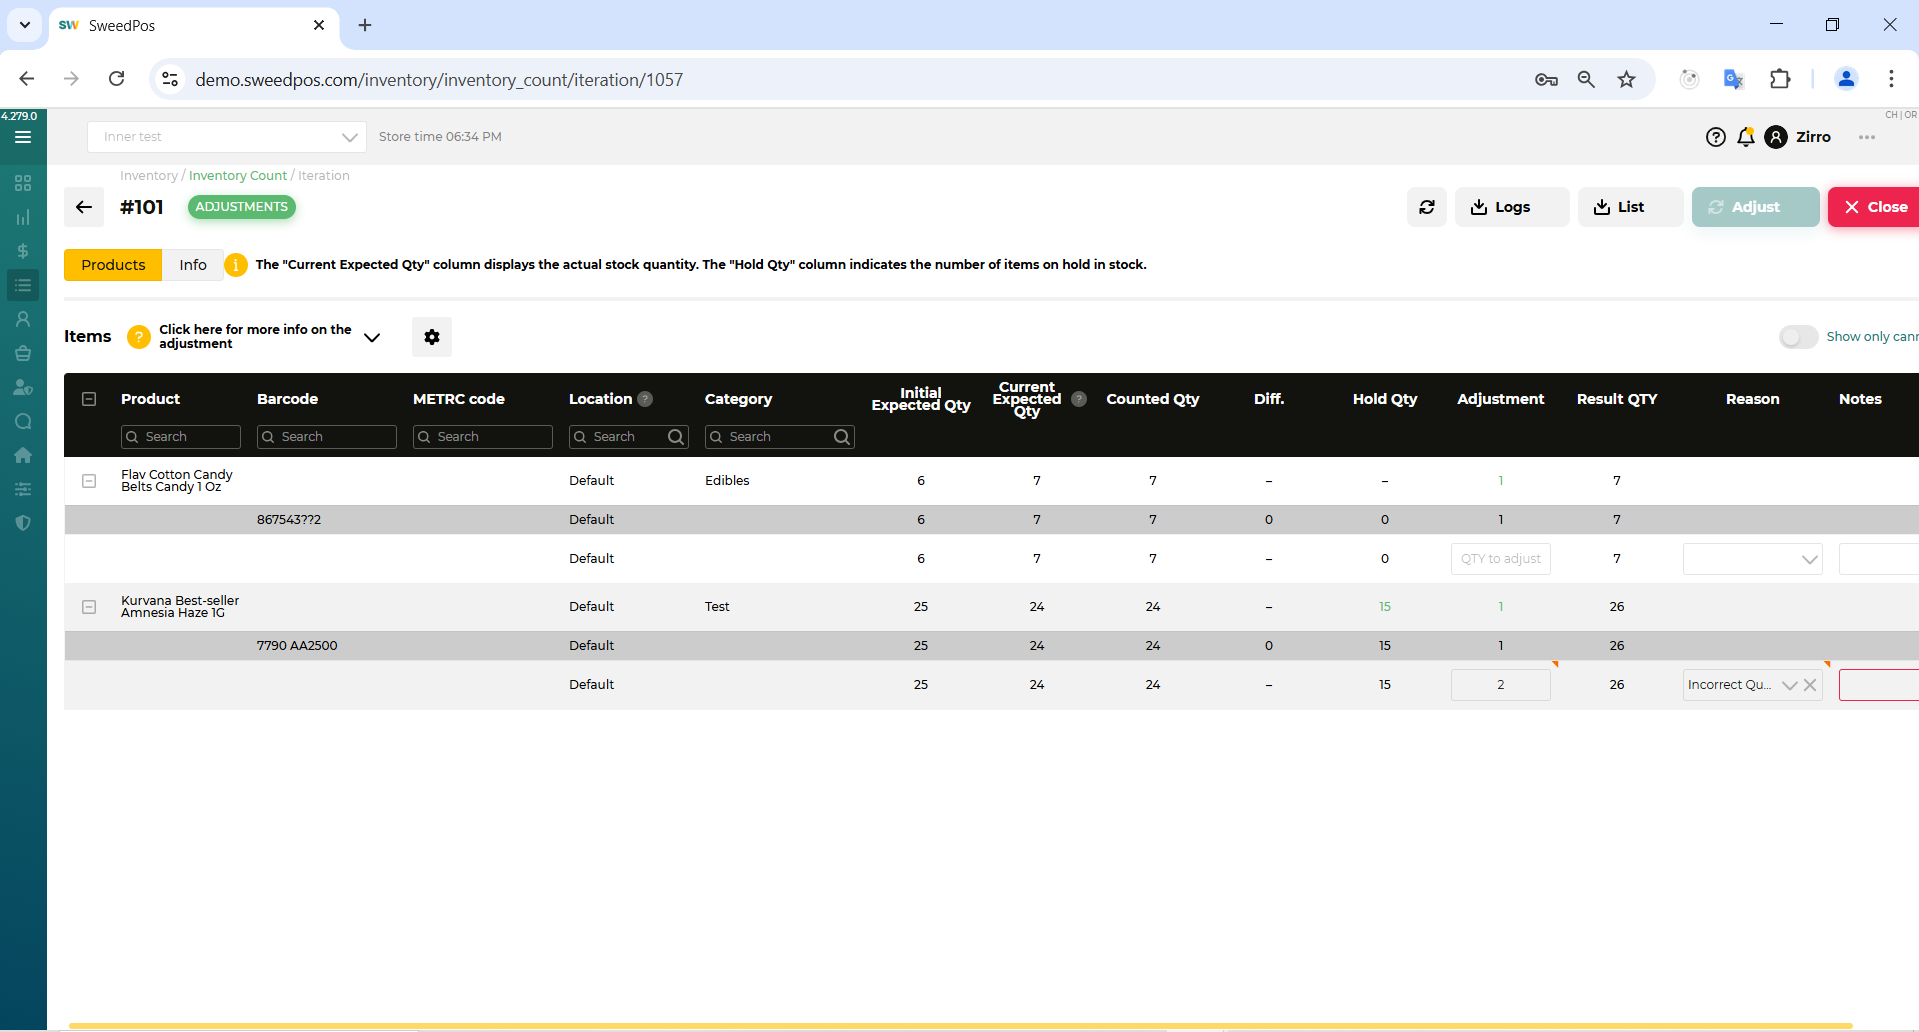 SW SweedPos
demo.sweedpos.com/inventory/inventory_count/iteration/1057
4.279.0
CH | OR
Inner test
Store time 06:34 PM
Zirro
Inventory / Inventory Count / Iteration
#101
ADJUSTMENTS
Logs
List
Adjust
Close
Products
Info
The "Current Expected Qty" column displays the actual stock quantity. The "Hold Qty" column indicates the number of items on hold in stock.
Items
Click here for more info on the
adjustment
Show only cann
Product Barcode METRC code Location ? Category Initial Expected Qty Current Expected Qty ? Counted Qty Diff. Hold Qty Adjustment Result QTY Reason Notes
Search Search Search Search Search
Flav Cotton Candy Belts Candy 1 Oz Default Edibles 6 7 7 – – 1 7
867543??2 Default 6 7 7 0 0 1 7
Default 6 7 7 – 0 QTY to adjust 7
Kurvana Best-seller Amnesia Haze 1G Default Test 25 24 24 – 15 1 26
7790 AA2500 Default 25 24 24 0 15 1 26
Default 25 24 24 – 15 2 26 Incorrect Qu...